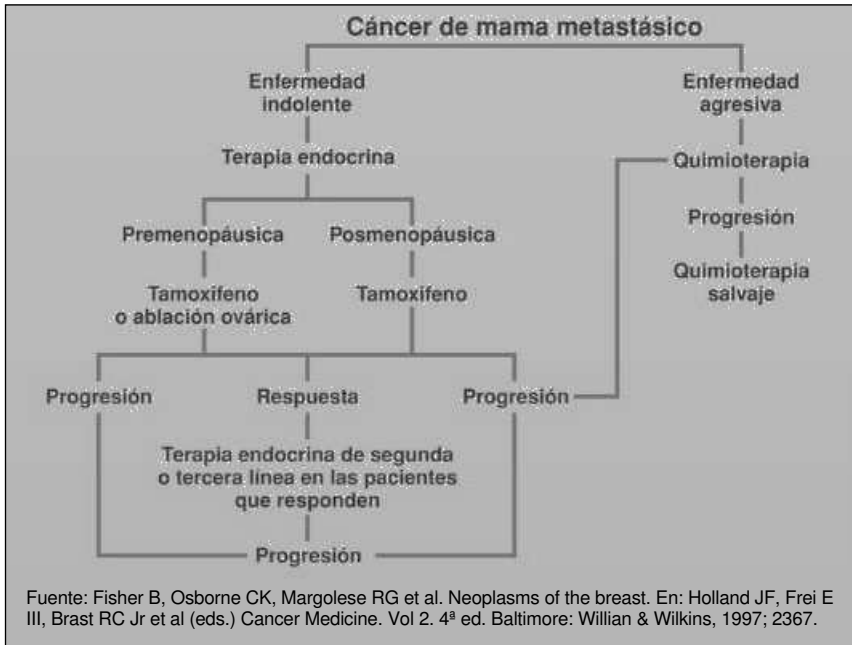 Cáncer de mama metastásico
Enfermedad
indolente
Enfermedad
agresiva
Terapia endocrina
Quimioterapia
Premenopáusica
Posmenopáusica
Progresión
Tamoxifeno
o ablación ovárica
Tamoxifeno
Quimioterapia
salvaje
Progresión
Respuesta
Progresión
Terapia endocrina de segunda
o tercera línea en las pacientes
que responden
Progresión
Fuente: Fisher B, Osborne CK, Margolese RG et al. Neoplasms of the breast. En: Holland JF, Frei E
III, Brast RC Jr et al (eds.) Cancer Medicine. Vol 2. 4ª ed. Baltimore: Willian & Wilkins, 1997; 2367.